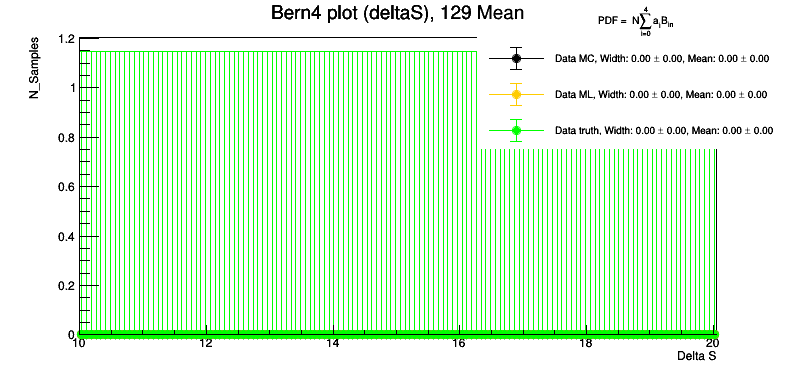 Bern4 plot (deltaS), 129 Mean
PDF = N∑aᵢBᵢₙ
4
i=0
N_Samples
1.2
1
0.8
0.6
0.4
0.2
0
Data MC, Width: 0.00 ± 0.00, Mean: 0.00 ± 0.00
Data ML, Width: 0.00 ± 0.00, Mean: 0.00 ± 0.00
Data truth, Width: 0.00 ± 0.00, Mean: 0.00 ± 0.00
10 12 14 16 18 20
Delta S